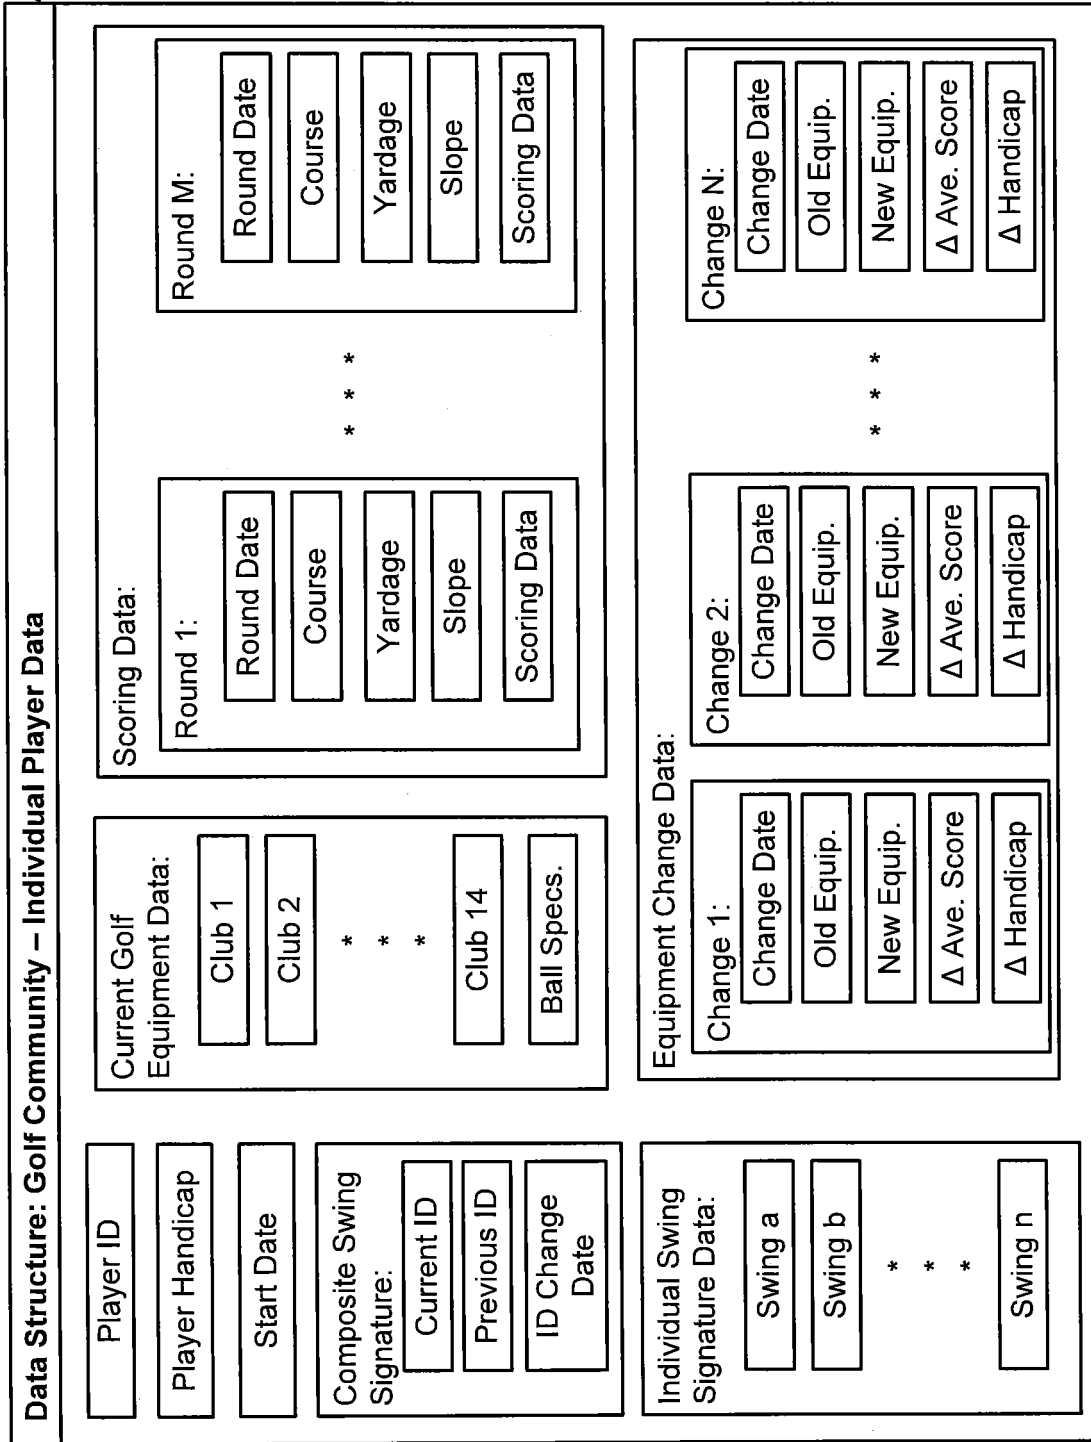 Data Structure: Golf Community – Individual Player Data
Player ID
Player Handicap
Start Date
Composite Swing
Signature:
Current ID
Previous ID
ID Change
Date
Individual Swing
Signature Data:
Swing a
Swing b
*
*
*
Swing n
Current Golf
Equipment Data:
Club 1
Club 2
*
*
*
Club 14
Ball Specs.
Scoring Data:
Round 1:
Round Date
Course
Yardage
Slope
Scoring Data
* * *
Round M:
Round Date
Course
Yardage
Slope
Scoring Data
Equipment Change Data:
Change 1:
Change Date
Old Equip.
New Equip.
Δ Ave. Score
Δ Handicap
Change 2:
Change Date
Old Equip.
New Equip.
Δ Ave. Score
Δ Handicap
* * *
Change N:
Change Date
Old Equip.
New Equip.
Δ Ave. Score
Δ Handicap